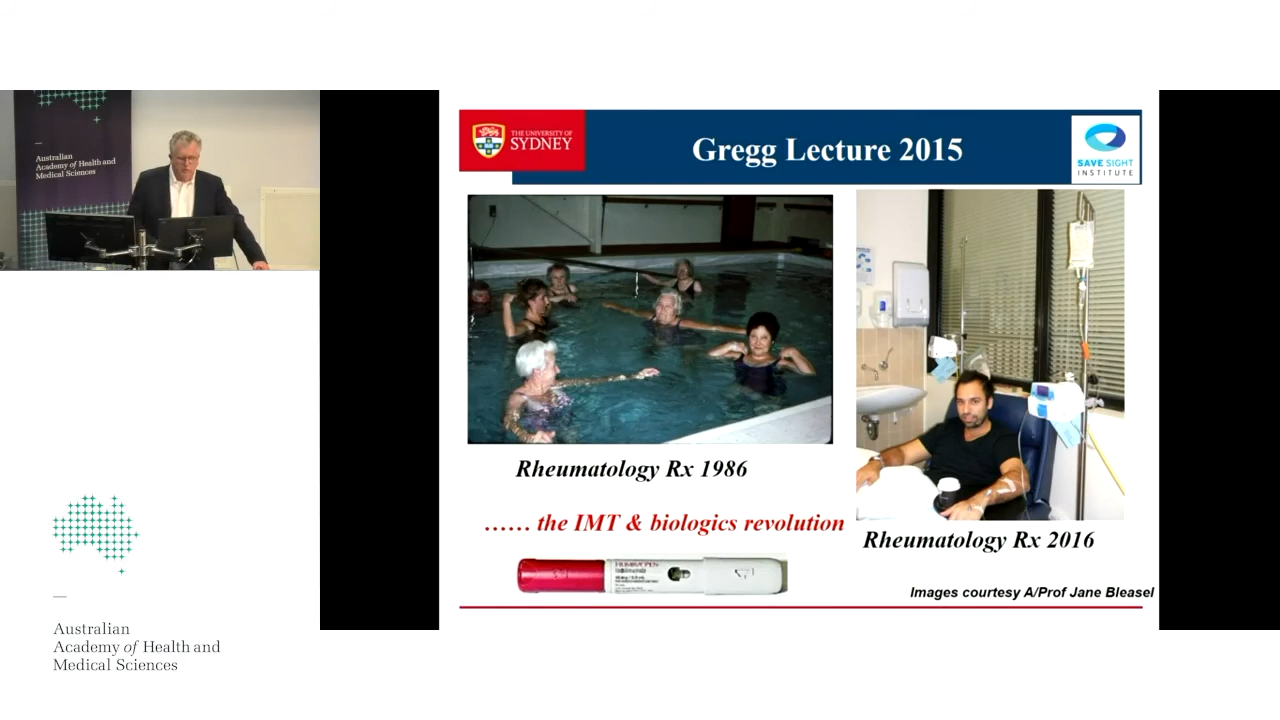 Australian
Academy of Health and
Medical Sciences
THE UNIVERSITY OF
SYDNEY
Gregg Lecture 2015
SAVE SIGHT
INSTITUTE
Rheumatology Rx 1986
...... the IMT & biologics revolution
Rheumatology Rx 2016
Images courtesy A/Prof Jane Bleasel
Australian
Academy of Health and
Medical Sciences